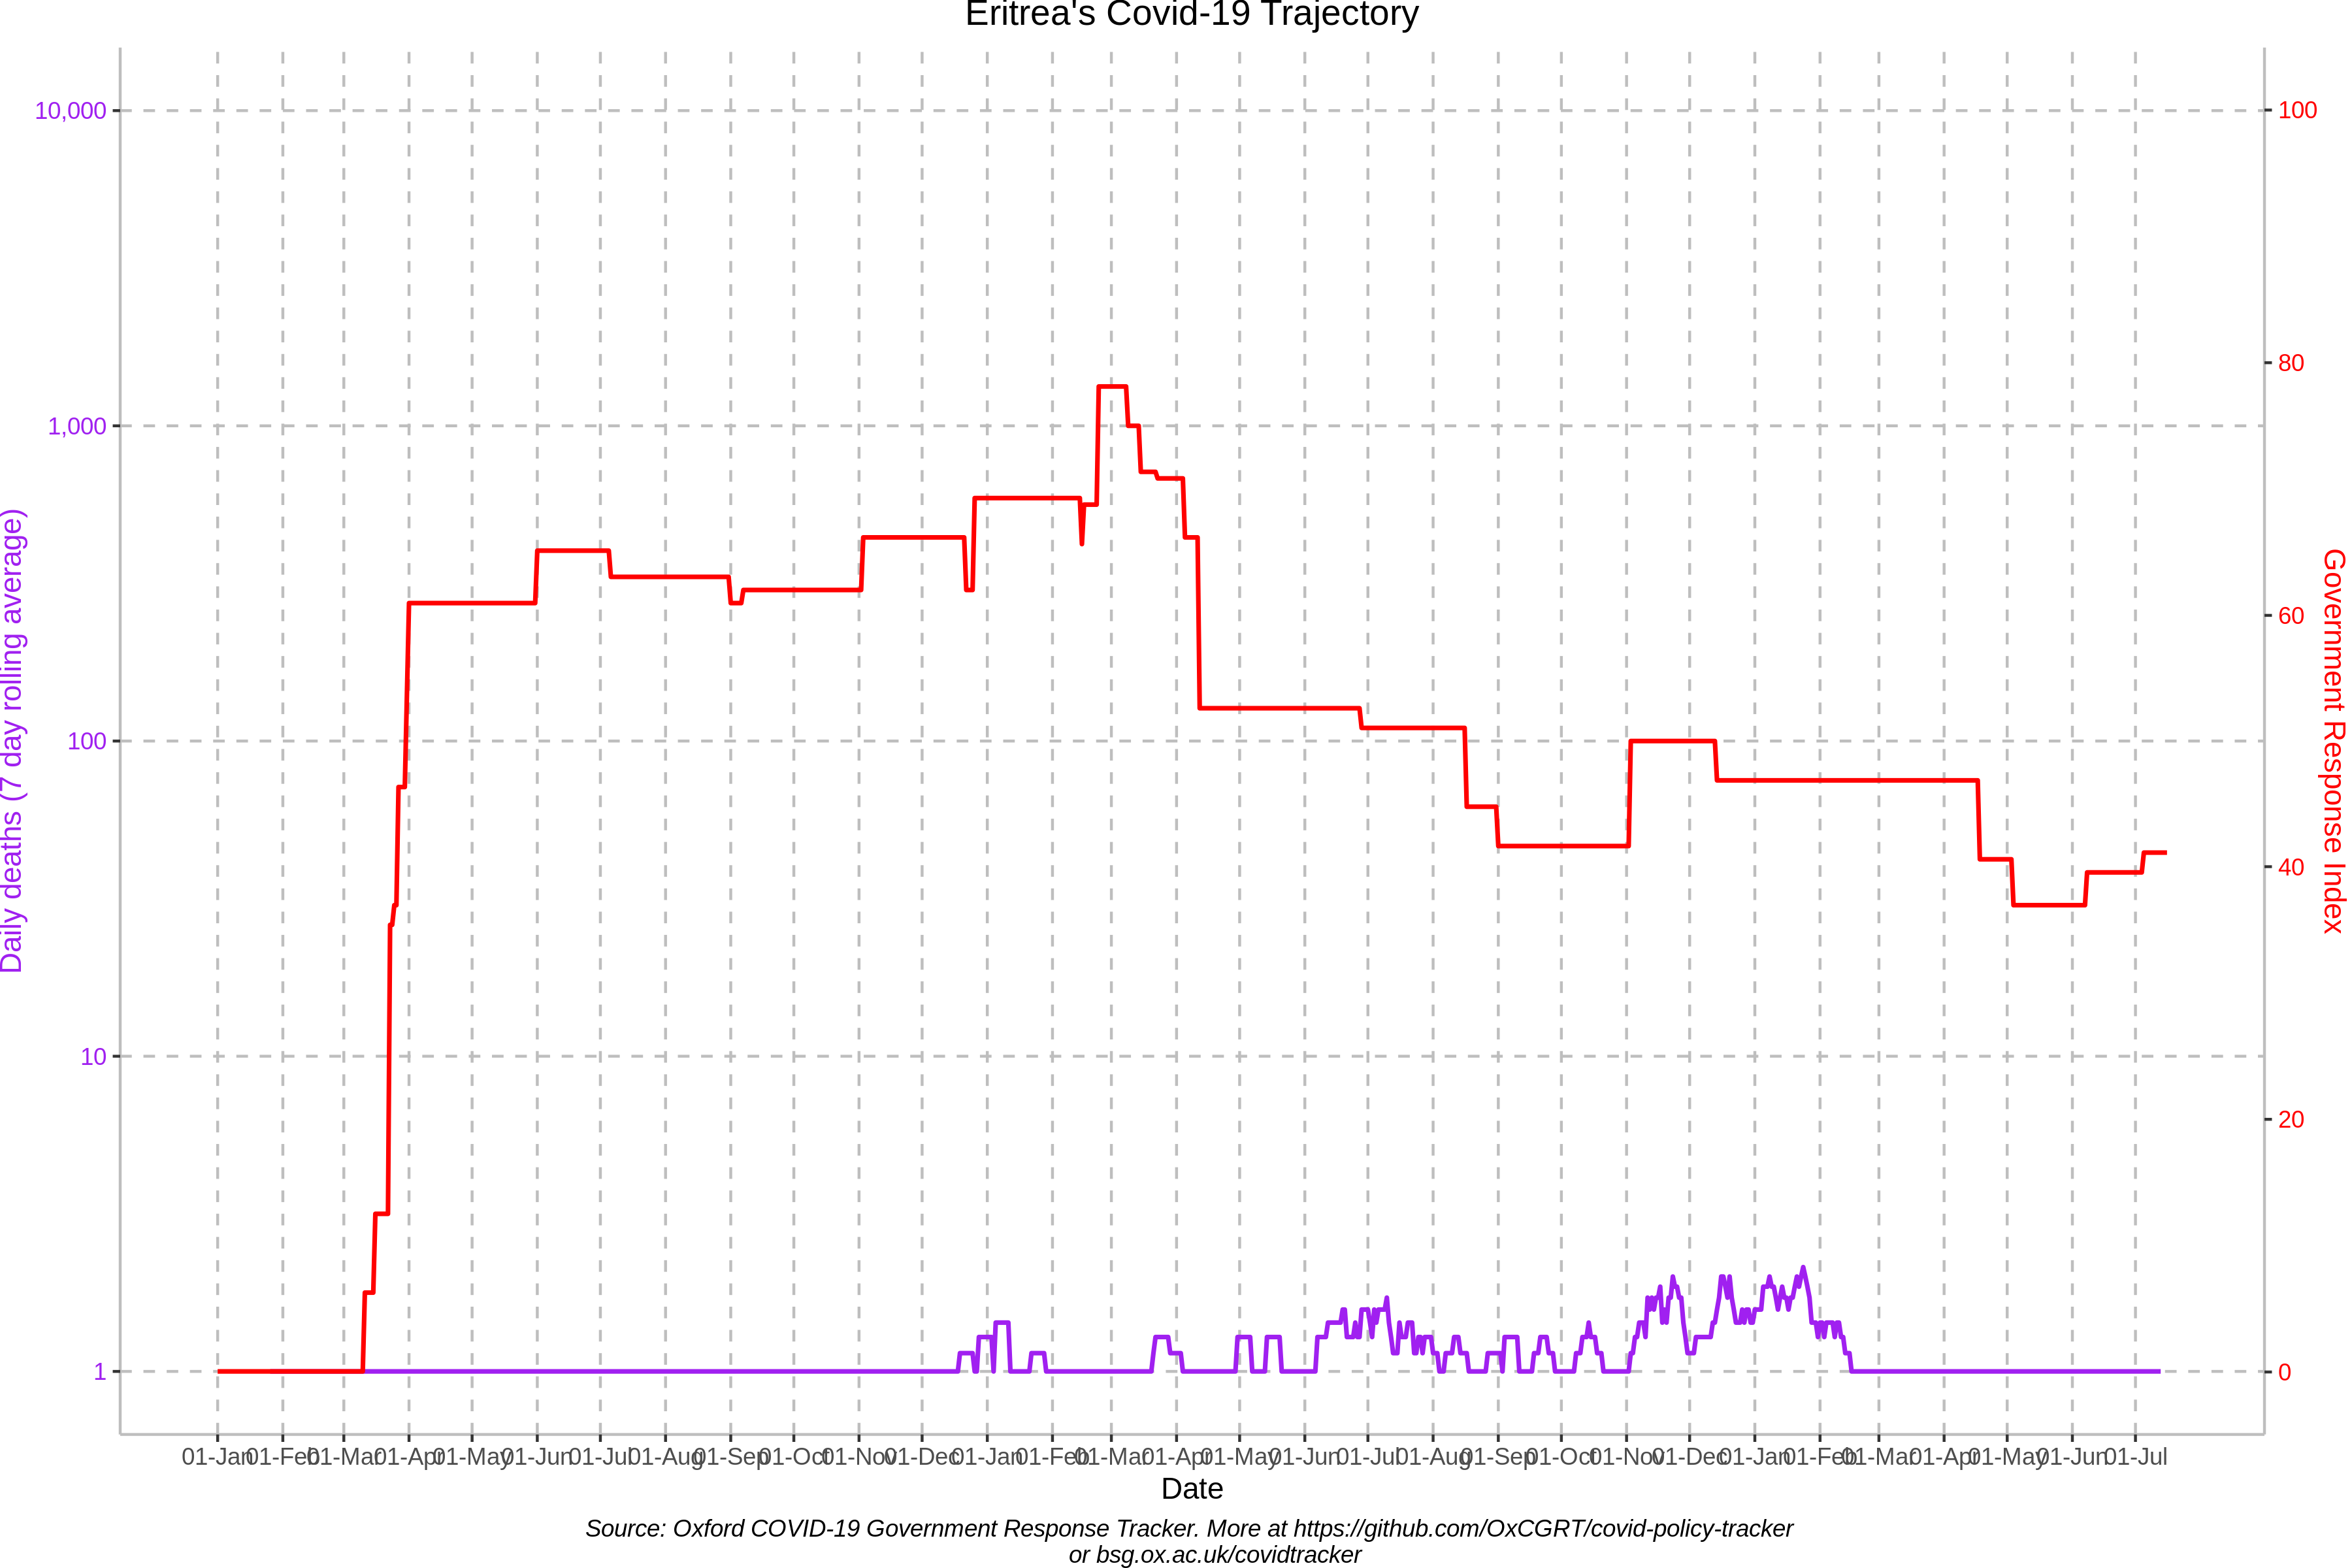 Eritrea's Covid-19 Trajectory
10,000
1,000
100
10
1
Daily deaths (7 day rolling average)
100
80
60
40
20
0
Government Response Index
01-Jan 01-Feb 01-Mar 01-Apr 01-May 01-Jun 01-Jul 01-Aug 01-Sep 01-Oct 01-Nov 01-Dec 01-Jan 01-Feb 01-Mar 01-Apr 01-May 01-Jun 01-Jul 01-Aug 01-Sep 01-Oct 01-Nov 01-Dec 01-Jan 01-Feb 01-Mar 01-Apr 01-May 01-Jun 01-Jul
Date
Source: Oxford COVID-19 Government Response Tracker. More at https://github.com/OxCGRT/covid-policy-tracker
or bsg.ox.ac.uk/covidtracker